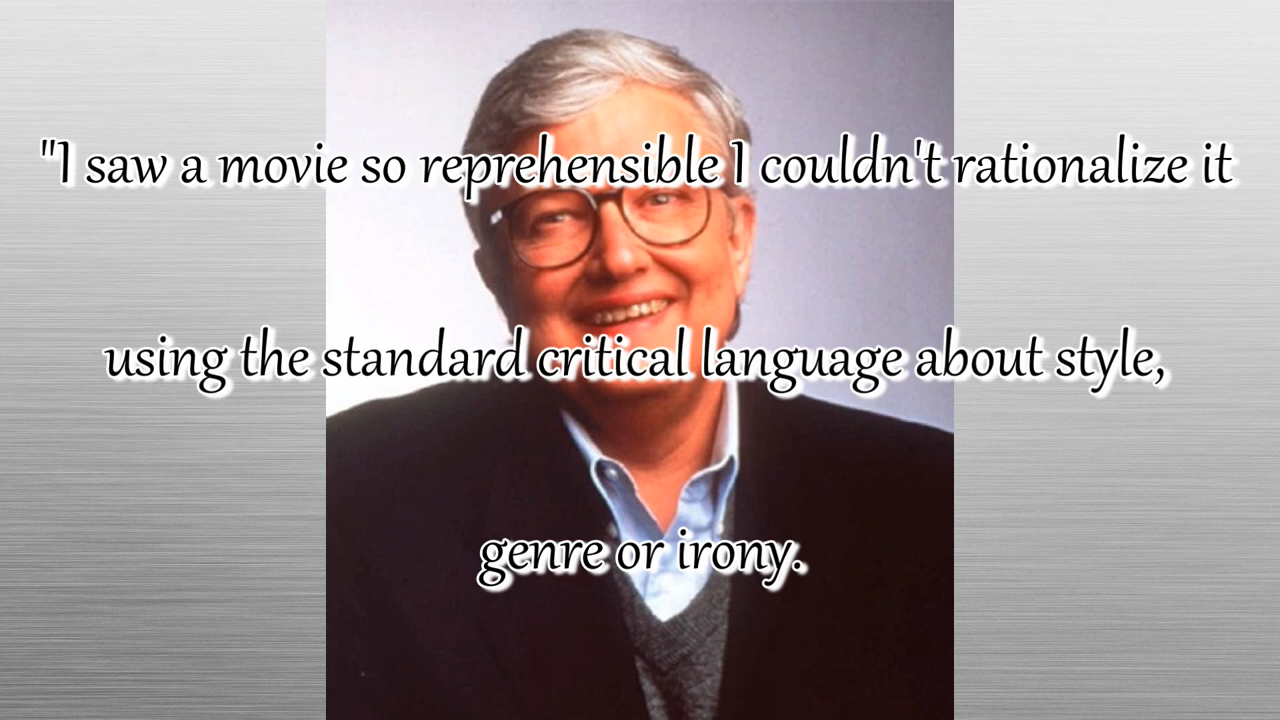 "I saw a movie so reprehensible I couldn't rationalize it
using the standard critical language about style,
genre or irony.